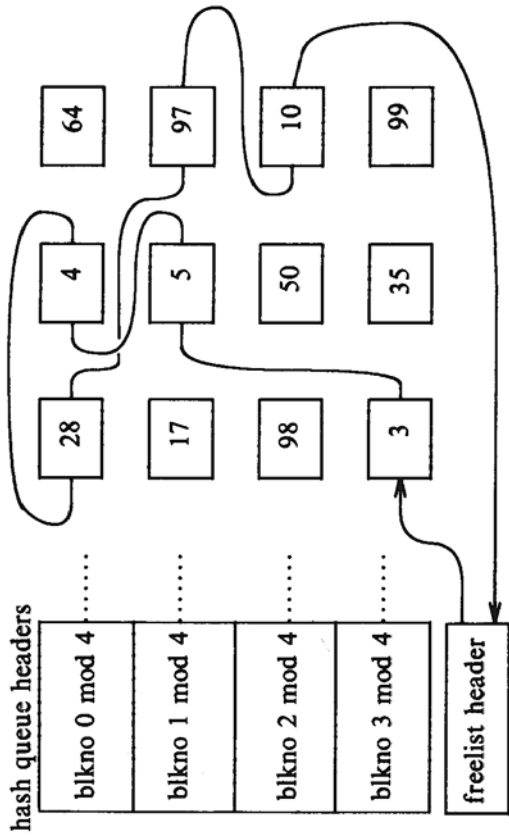 hash queue headers
blkno 0 mod 4 ...... 28 4 64
blkno 1 mod 4 ...... 17 5 97
blkno 2 mod 4 ...... 98 50 10
blkno 3 mod 4 ...... 3 35 99
freelist header